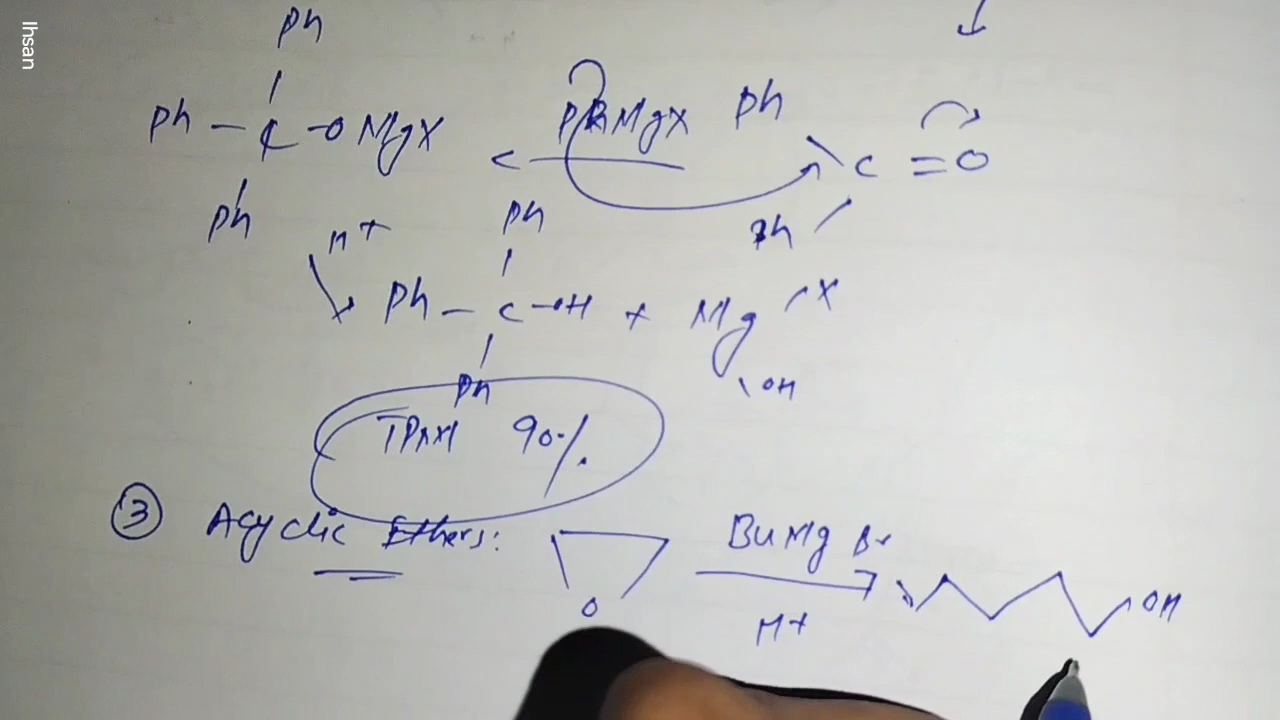 Ihsan
Ph
Ph - C - O MgX
Ph
PhMgX
Ph
C = O
Ph
H+
Ph
Ph - C - OH + Mg
X
OH
Ph
90%
③ Acyclic Ethers:
O
BuMgBr
H+
OH